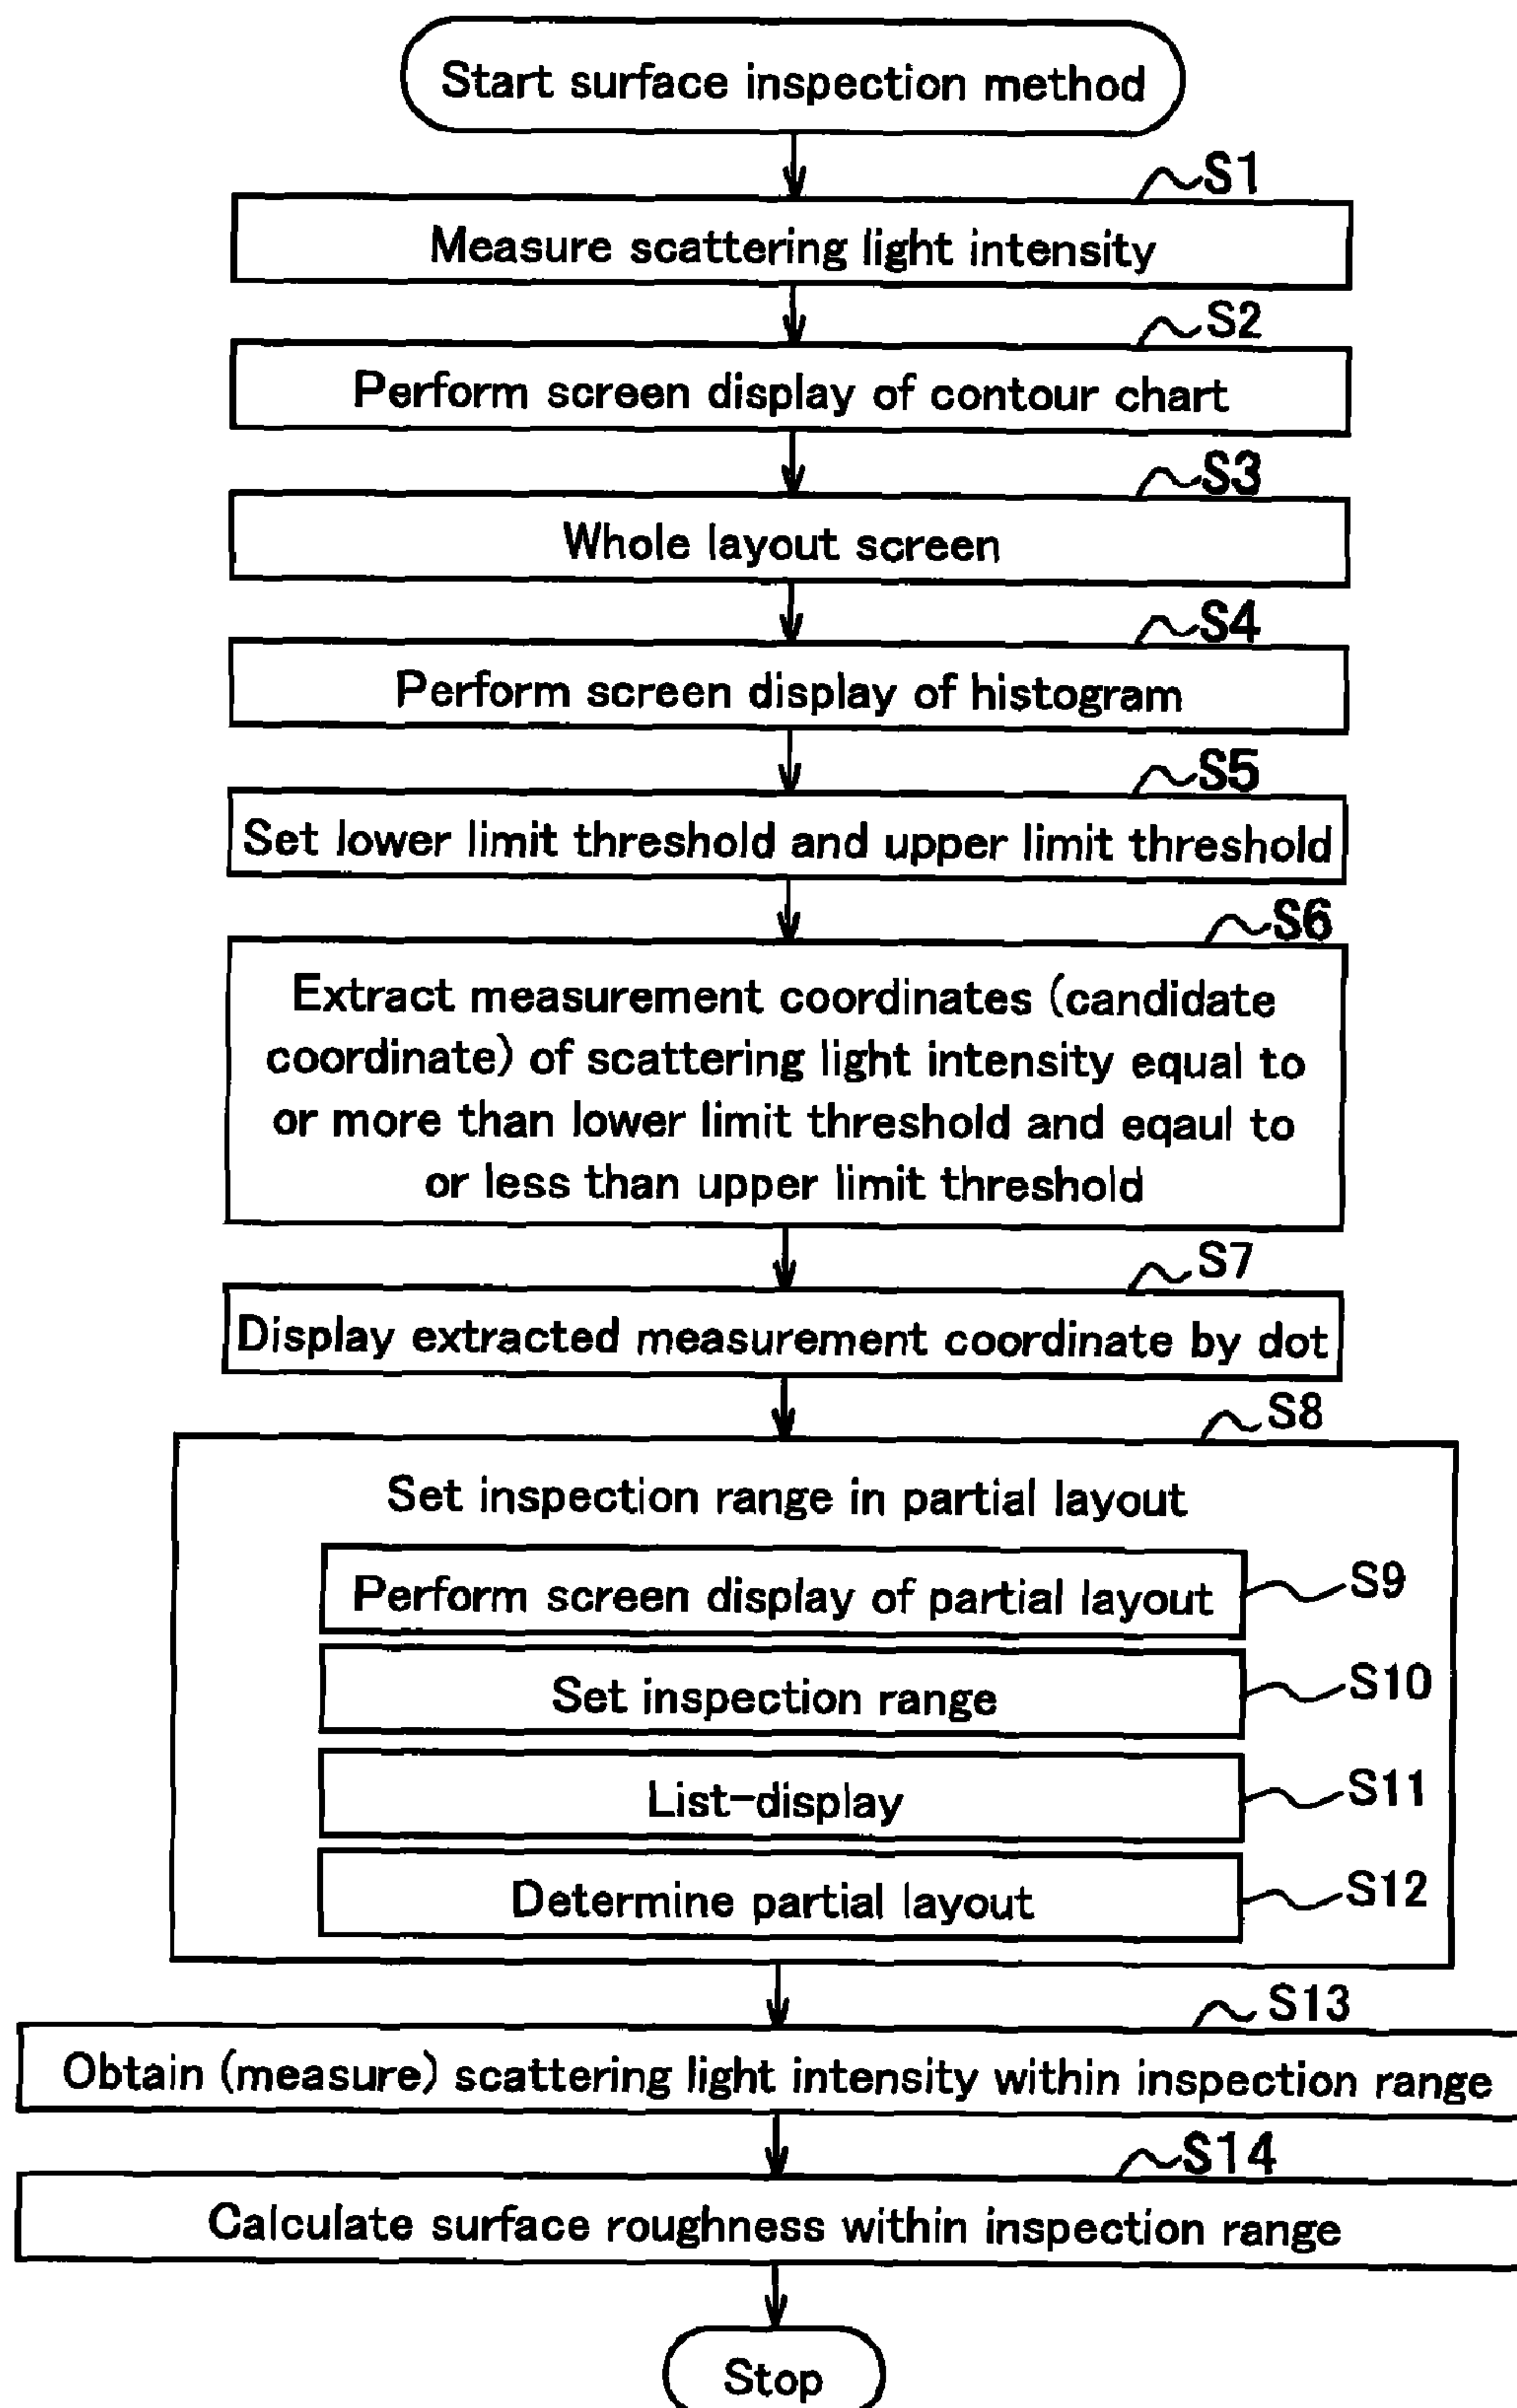 Start surface inspection method
S1
Measure scattering light intensity
S2
Perform screen display of contour chart
S3
Whole layout screen
S4
Perform screen display of histogram
S5
Set lower limit threshold and upper limit threshold
S6
Extract measurement coordinates (candidate
coordinate) of scattering light intensity equal to
or more than lower limit threshold and eqaul to
or less than upper limit threshold
S7
Display extracted measurement coordinate by dot
S8
Set inspection range in partial layout
Perform screen display of partial layout
S9
Set inspection range
S10
List-display
S11
Determine partial layout
S12
S13
Obtain (measure) scattering light intensity within inspection range
S14
Calculate surface roughness within inspection range
Stop